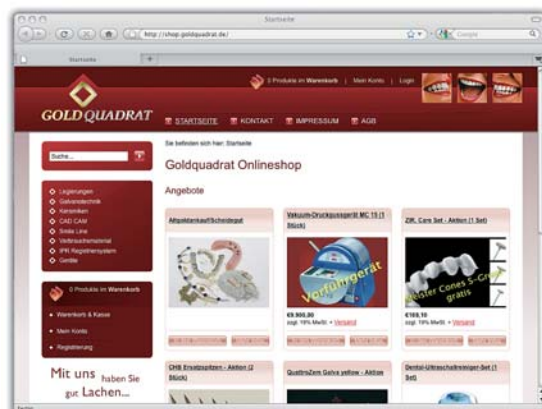 Startseite
http://shop.goldquadrat.de/
Google
Startseite
0 Produkte im Warenkorb | Mein Konto | Login
GOLDQUADRAT
STARTSEITE KONTAKT IMPRESSUM AGB
Suche...
Sie befinden sich hier: Startseite
Goldquadrat Onlineshop
Angebote
Legierungen
Galvanotechnik
Keramiken
CAD CAM
Smile Line
Verbrauchsmaterial
IPR Registriersystem
Geräte
0 Produkte im Warenkorb
Warenkorb & Kasse
Mein Konto
Registrierung
Mit uns haben Sie
gut Lachen...
Altgoldankauf/Scheidegut
Vakuum-Druckgussgerät MC 15 (1
Stück)
Vorführgerät
€9.900,00
zzgl. 19% MwSt. + Versand
ZIR. Care Set - Aktion (1 Set)
Meister Cones S-Grün
gratis
€169,10
zzgl. 19% MwSt. + Versand
CHB Ersatzspitzen - Aktion (2
Stück)
QuattroZem Galva yellow - Aktion
Dental-Ultraschallreiniger-Set (1
Set)